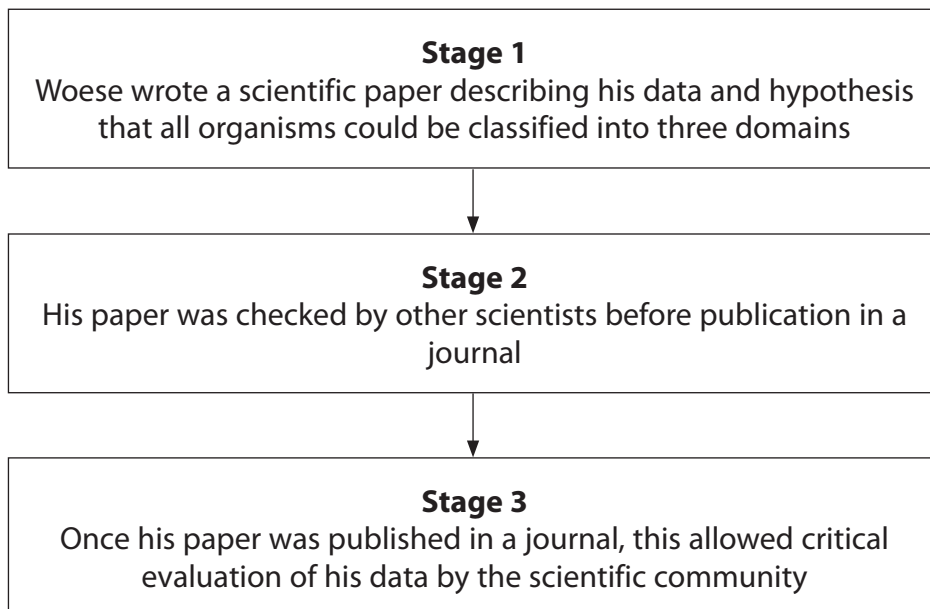 Stage 1
Woese wrote a scientific paper describing his data and hypothesis
that all organisms could be classified into three domains
Stage 2
His paper was checked by other scientists before publication in a
journal
Stage 3
Once his paper was published in a journal, this allowed critical
evaluation of his data by the scientific community